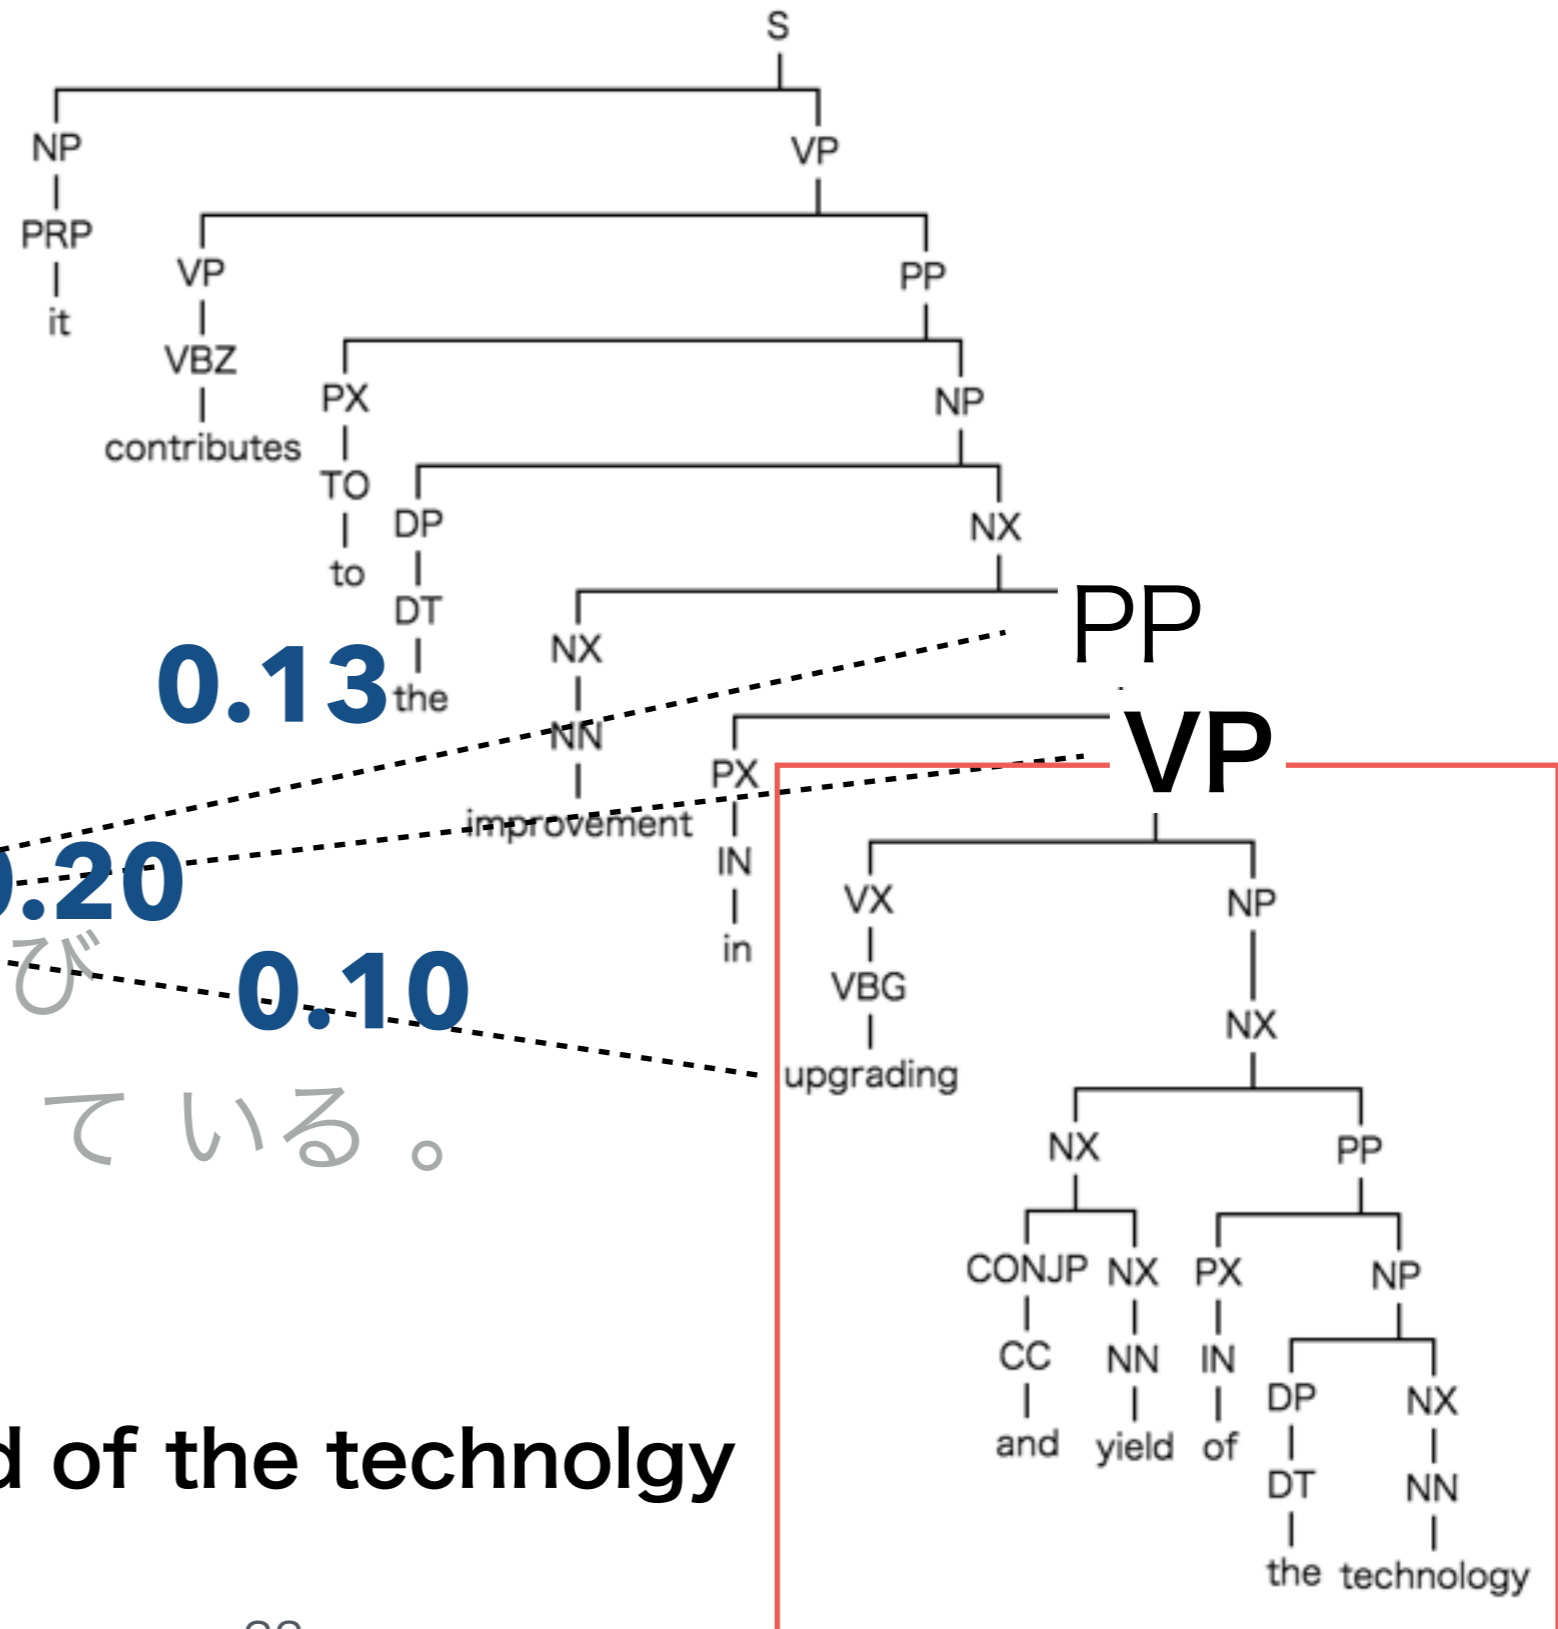 S
NP VP
PRP VP PP
it VBZ PX NP
contributes TO DP NX
to DT NX PP
0.13 the NN PX VP
improvement IN VX NP
0.20 in VBG NX
び 0.10 upgrading
て いる 。 NX PP
CONJP NX PX NP
CC NN IN DP NX
and yield of DT NN
of the technolgy
the technology